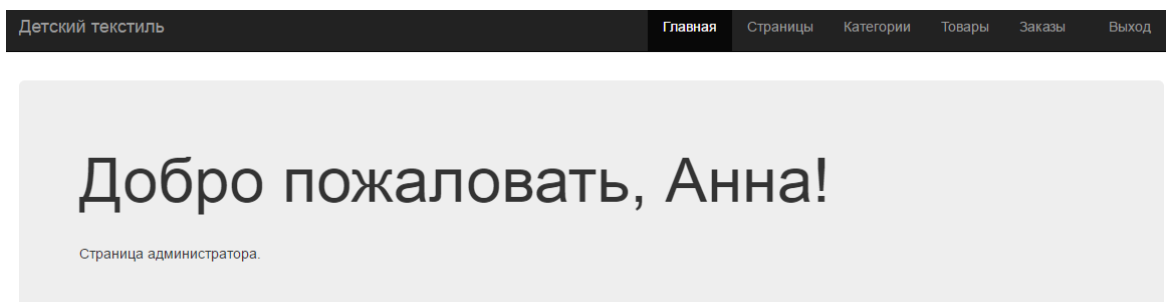 Детский текстиль Главная Страницы Категории Товары Заказы Выход
Добро пожаловать, Анна!
Страница администратора.